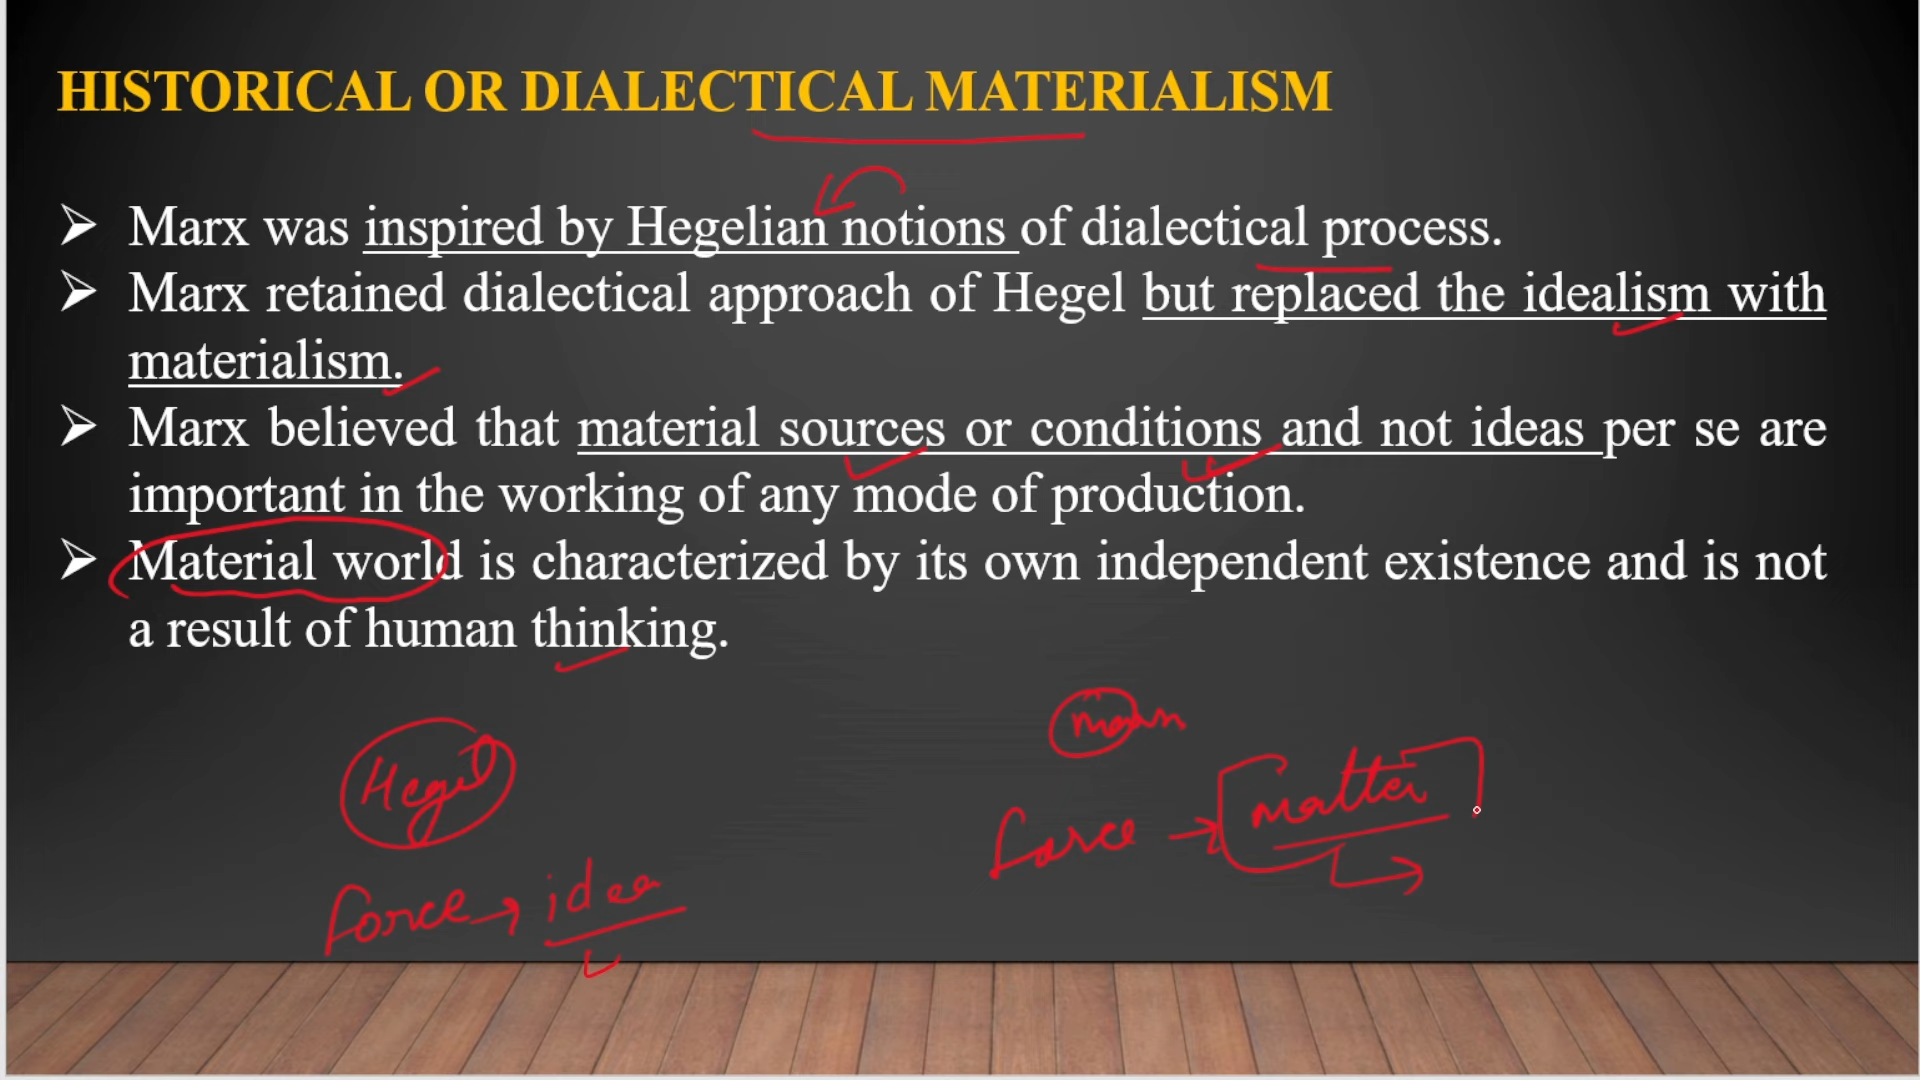 HISTORICAL OR DIALECTICAL MATERIALISM
➢ Marx was inspired by Hegelian notions of dialectical process.
➢ Marx retained dialectical approach of Hegel but replaced the idealism with
materialism.
➢ Marx believed that material sources or conditions and not ideas per se are
important in the working of any mode of production.
➢ Material world is characterized by its own independent existence and is not
a result of human thinking.
Hegel
force → idea
force → matter